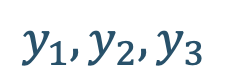 y₁, y₂, y₃